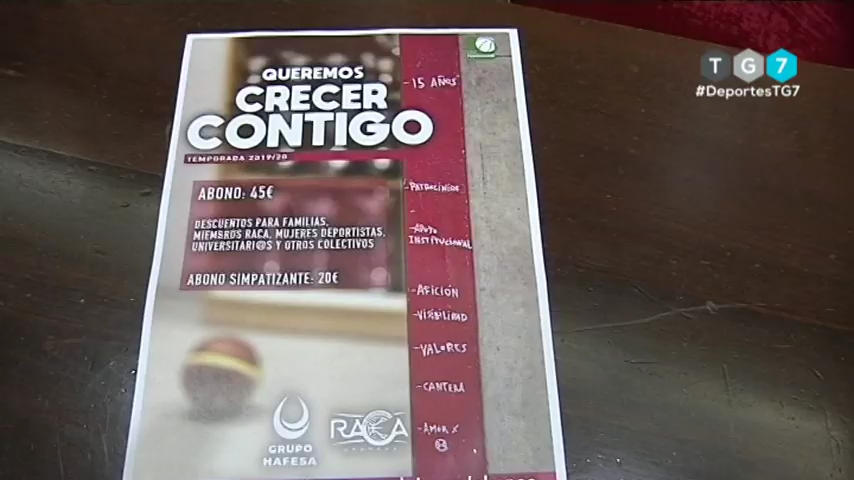 TG7
#DeportesTG7
QUEREMOS
CRECER
CONTIGO
TEMPORADA 2019/20
ABONO: 45€
DESCUENTOS PARA FAMILIAS,
MIEMBROS RACA, MUJERES DEPORTISTAS,
UNIVERSITARI@S Y OTROS COLECTIVOS
ABONO SIMPATIZANTE: 20€
GRUPO
HAFESA
RACA
GRANADA
-15 AÑOS
-PATROCINIOS
-APOYO
INSTITUCIONAL
-AFICIÓN
-VISIBILIDAD
-VALORES
-CANTERA
-AMOR X